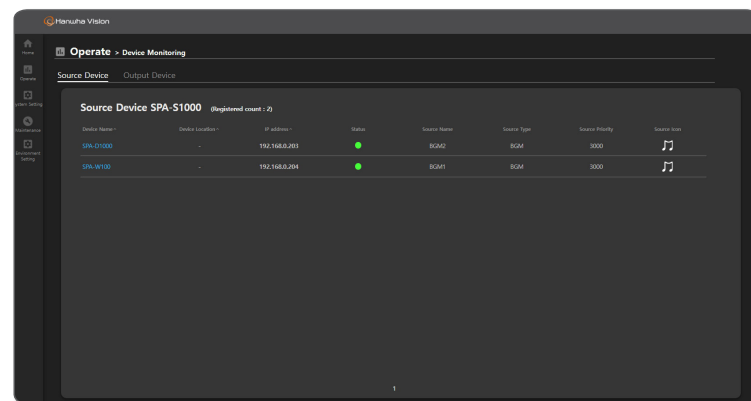 Hanwha Vision
Home
Operate
System Setting
Maintenance
Environment
Setting
Operate > Device Monitoring
Source Device Output Device
Source Device SPA-S1000 (Registered count : 2)
Device Name Device Location IP address Status Source Name Source Type Source Priority Source Icon
SPA-D1000 - 192.168.0.203 BGM2 BGM 3000
SPA-W100 - 192.168.0.204 BGM1 BGM 3000
1